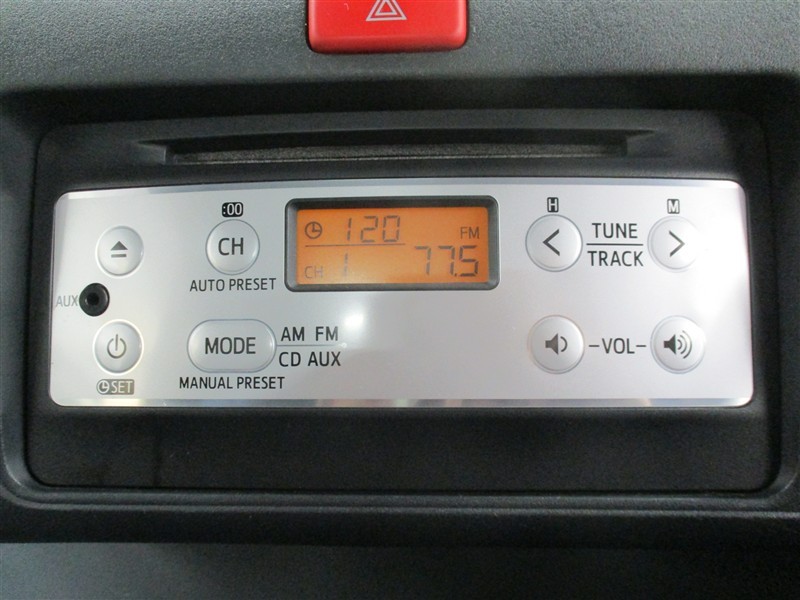 :00
H
M
CH
AUTO PRESET
120
FM
CH 1 77.5
TUNE
TRACK
AUX
MODE
AM FM
CD AUX
MANUAL PRESET
SET
-VOL-